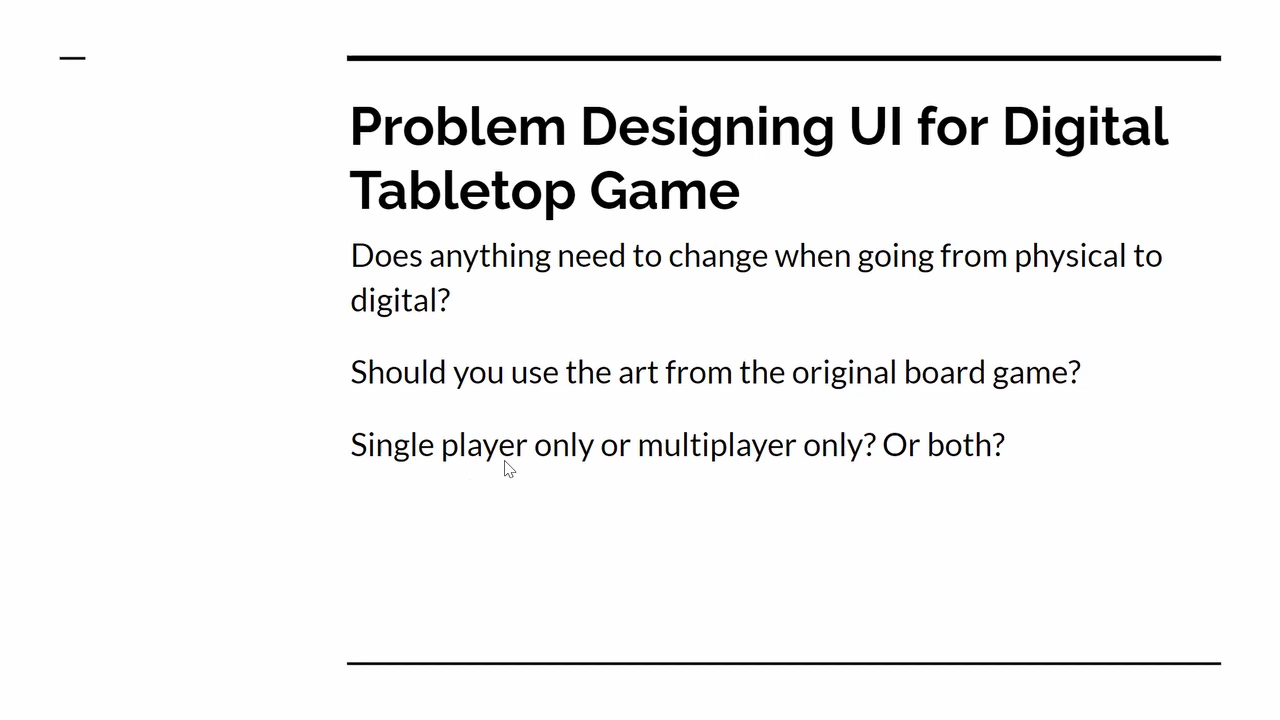 Problem Designing UI for Digital
Tabletop Game
Does anything need to change when going from physical to
digital?
Should you use the art from the original board game?
Single player only or multiplayer only? Or both?